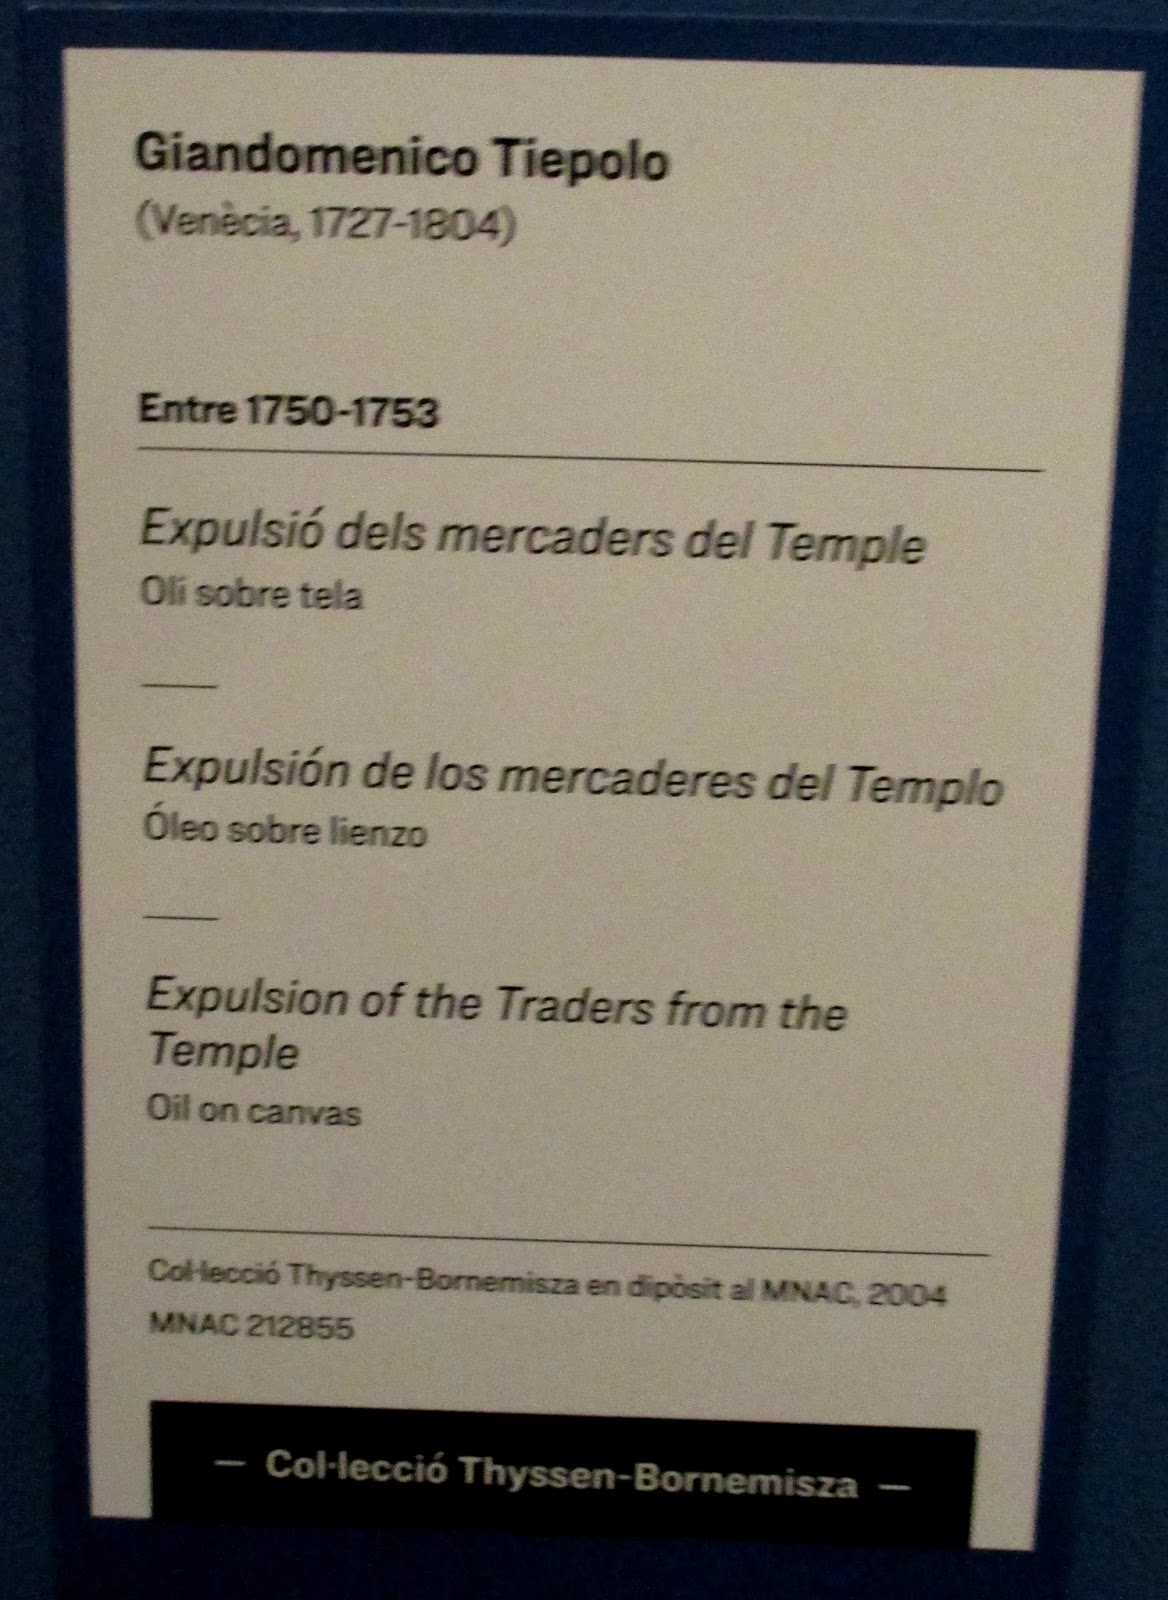 Giandomenico Tiepolo
(Venècia, 1727-1804)
Entre 1750-1753
Expulsió dels mercaders del Temple
Oli sobre tela
Expulsión de los mercaderes del Templo
Óleo sobre lienzo
Expulsion of the Traders from the
Temple
Oil on canvas
Col·lecció Thyssen-Bornemisza en dipòsit al MNAC, 2004
MNAC 212855
— Col·lecció Thyssen-Bornemisza —